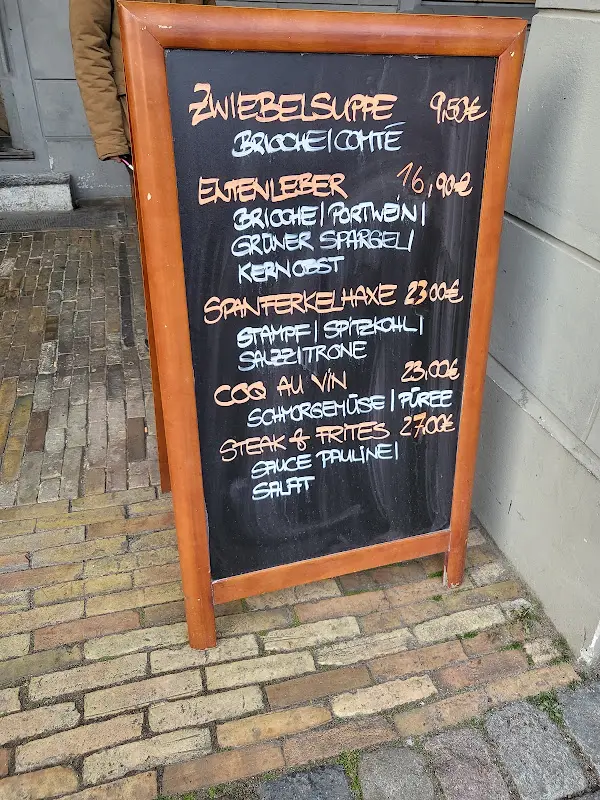 ZWIEBELSUPPE 9,50€
BRIOCHE | COMTÉ
ENTENLEBER 16,90€
BRIOCHE | PORTWEIN |
GRÜNER SPARGEL |
KERNOBST
SPANFERKELHAXE 23,00€
STAMPF | SPITZKOHL |
SALZZITRONE
COQ AU VIN 23,00€
SCHMORGEMÜSE | PÜREE
STEAK & FRITES 27,00€
SAUCE PAULINE |
SALAT